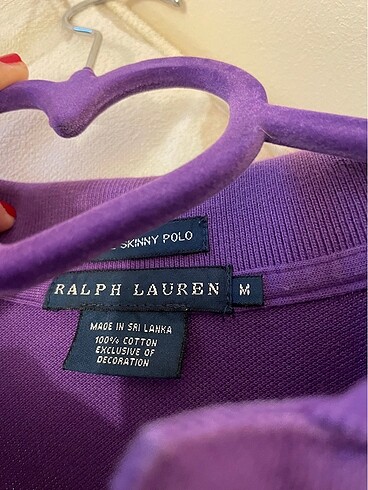 SKINNY POLO
RALPH LAUREN M
MADE IN SRI LANKA
100% COTTON
EXCLUSIVE OF
DECORATION